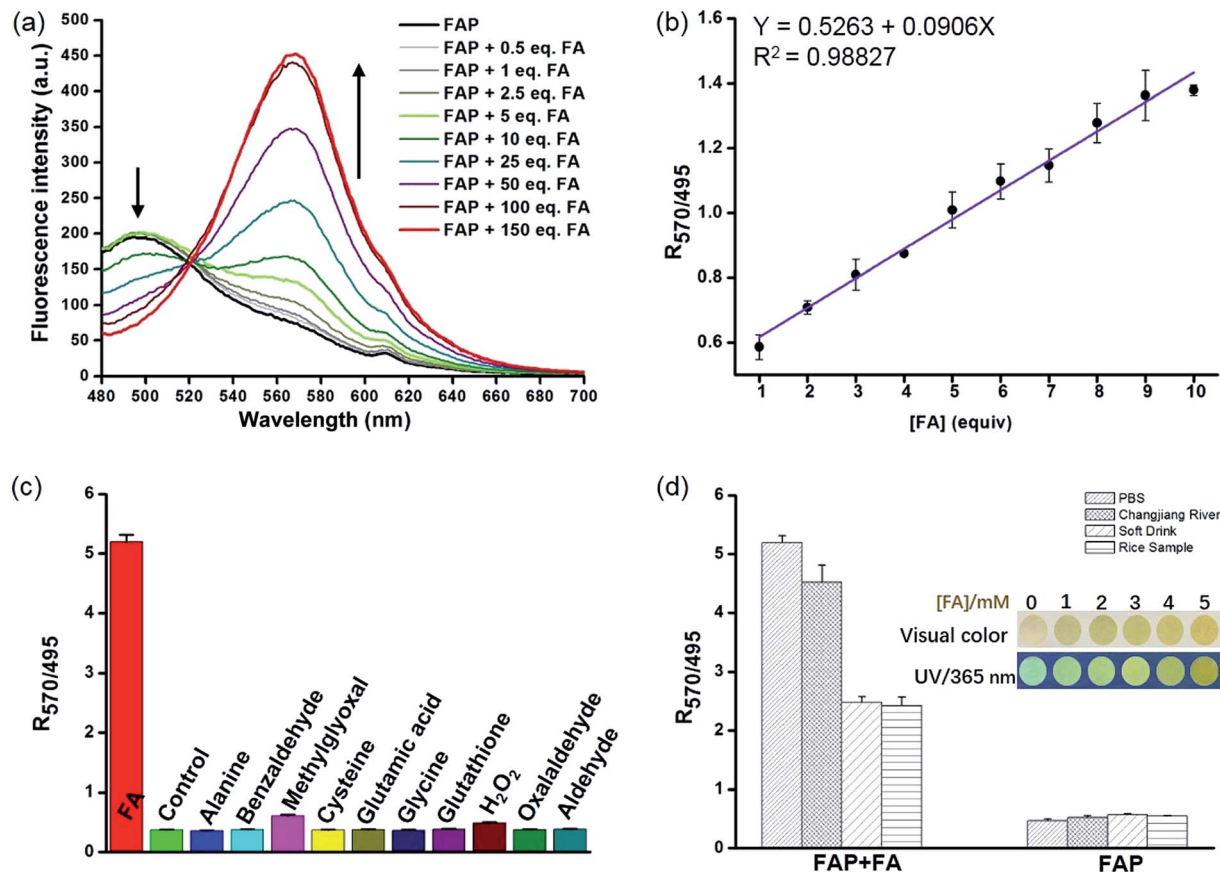 (a)
Fluorescence intensity (a.u.)
500
450
400
350
300
250
200
150
100
50
0
480 500 520 540 560 580 600 620 640 660 680 700
Wavelength (nm)
FAP
FAP + 0.5 eq. FA
FAP + 1 eq. FA
FAP + 2.5 eq. FA
FAP + 5 eq. FA
FAP + 10 eq. FA
FAP + 25 eq. FA
FAP + 50 eq. FA
FAP + 100 eq. FA
FAP + 150 eq. FA
(b)
Y = 0.5263 + 0.0906X
R² = 0.98827
R570/495
1.6
1.4
1.2
1.0
0.8
0.6
1 2 3 4 5 6 7 8 9 10
[FA] (equiv)
(c)
R570/495
6
5
4
3
2
1
0
FA
Control
Alanine
Benzaldehyde
Methylglyoxal
Cysteine
Glutamic acid
Glycine
Glutathione
H₂O₂
Oxalaldehyde
Aldehyde
(d)
R570/495
6
5
4
3
2
1
0
PBS
Changjiang River
Soft Drink
Rice Sample
[FA]/mM 0 1 2 3 4 5
Visual color
UV/365 nm
FAP+FA FAP